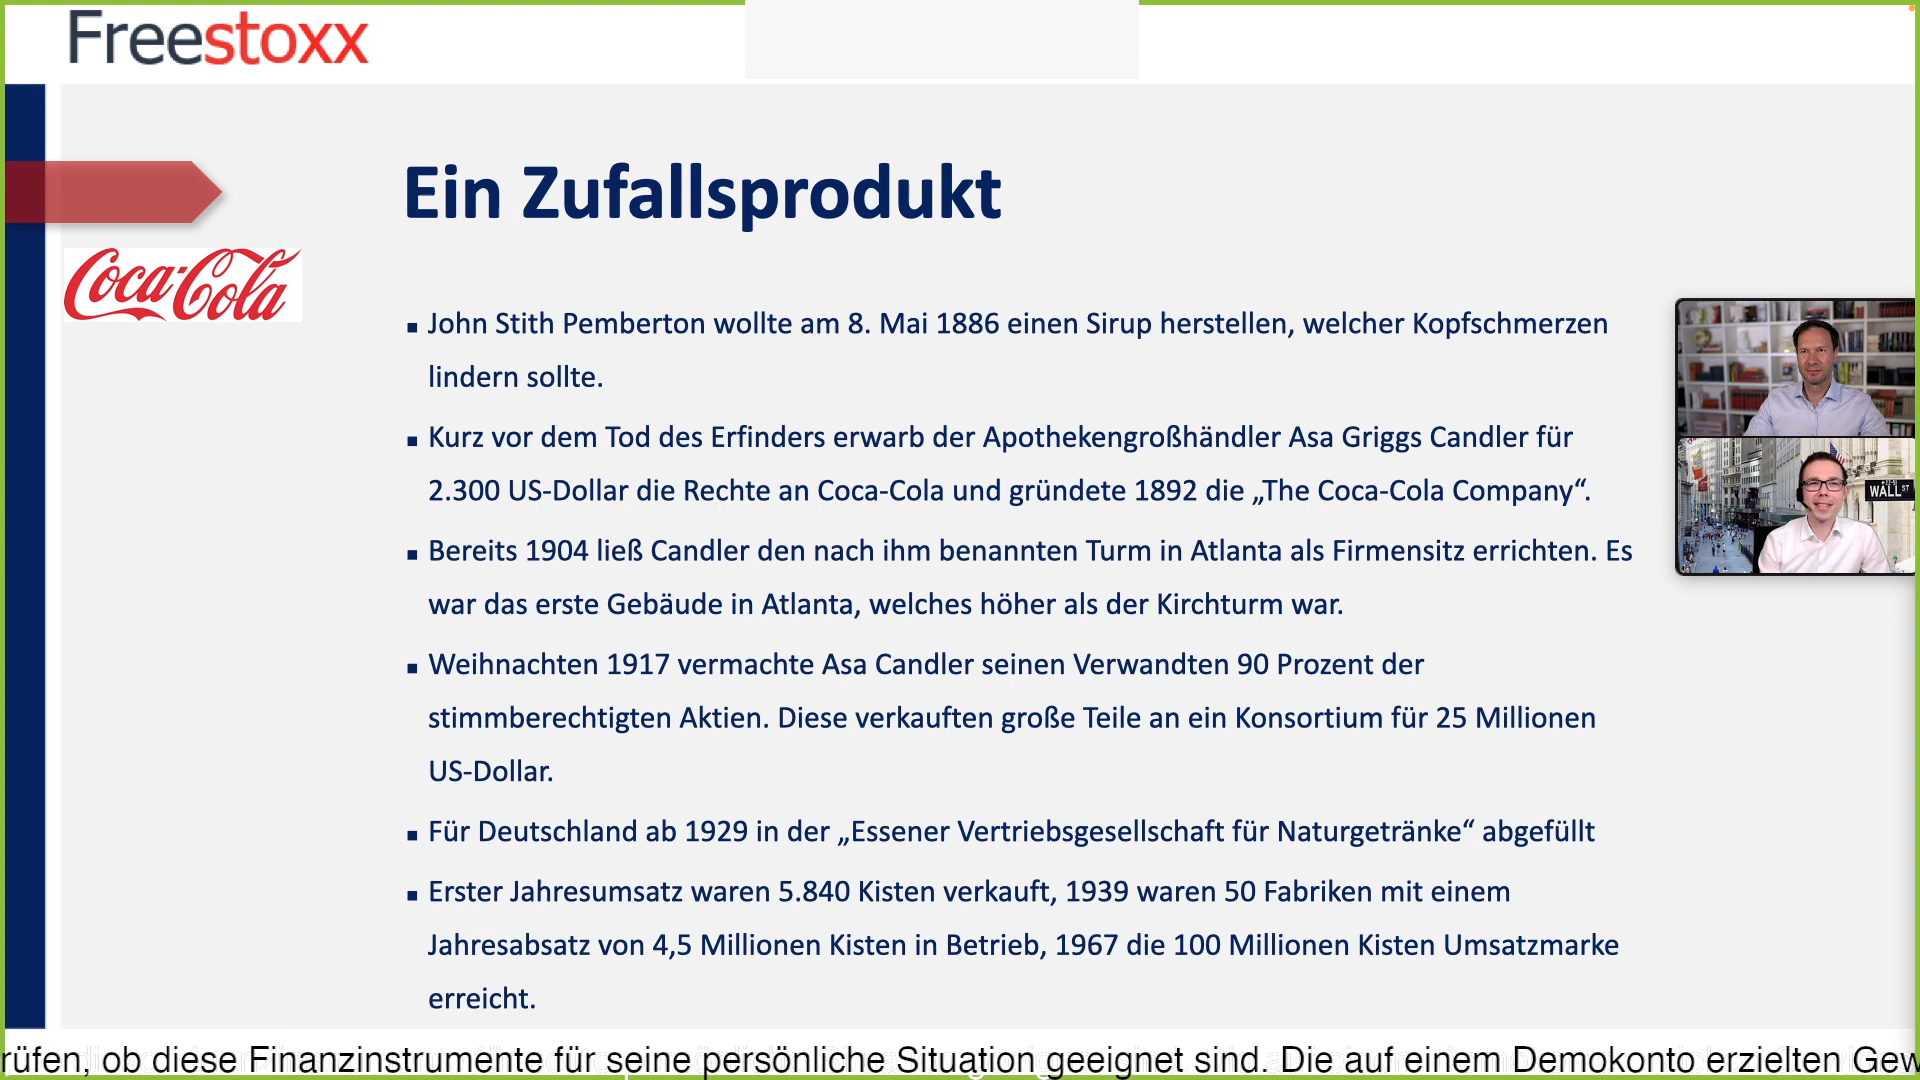 Freestoxx
Ein Zufallsprodukt
Coca-Cola
John Stith Pemberton wollte am 8. Mai 1886 einen Sirup herstellen, welcher Kopfschmerzen
lindern sollte.
Kurz vor dem Tod des Erfinders erwarb der Apothekengroßhändler Asa Griggs Candler für
2.300 US-Dollar die Rechte an Coca-Cola und gründete 1892 die „The Coca-Cola Company“.
Bereits 1904 ließ Candler den nach ihm benannten Turm in Atlanta als Firmensitz errichten. Es
war das erste Gebäude in Atlanta, welches höher als der Kirchturm war.
Weihnachten 1917 vermachte Asa Candler seinen Verwandten 90 Prozent der
stimmberechtigten Aktien. Diese verkauften große Teile an ein Konsortium für 25 Millionen
US-Dollar.
Für Deutschland ab 1929 in der „Essener Vertriebsgesellschaft für Naturgetränke“ abgefüllt
Erster Jahresumsatz waren 5.840 Kisten verkauft, 1939 waren 50 Fabriken mit einem
Jahresabsatz von 4,5 Millionen Kisten in Betrieb, 1967 die 100 Millionen Kisten Umsatzmarke
erreicht.
WALL ST
rüfen, ob diese Finanzinstrumente für seine persönliche Situation geeignet sind. Die auf einem Demokonto erzielten Gew